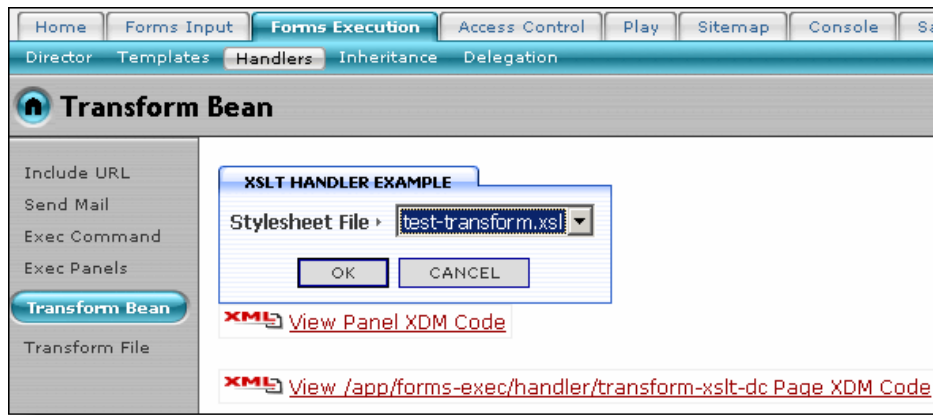 Home Forms Input Forms Execution Access Control Play Sitemap Console
Director Templates Handlers Inheritance Delegation
Transform Bean
Include URL
Send Mail
Exec Command
Exec Panels
Transform Bean
Transform File
XSLT HANDLER EXAMPLE
Stylesheet File test-transform.xsl
OK CANCEL
XML View Panel XDM Code
XML View /app/forms-exec/handler/transform-xslt-dc Page XDM Code